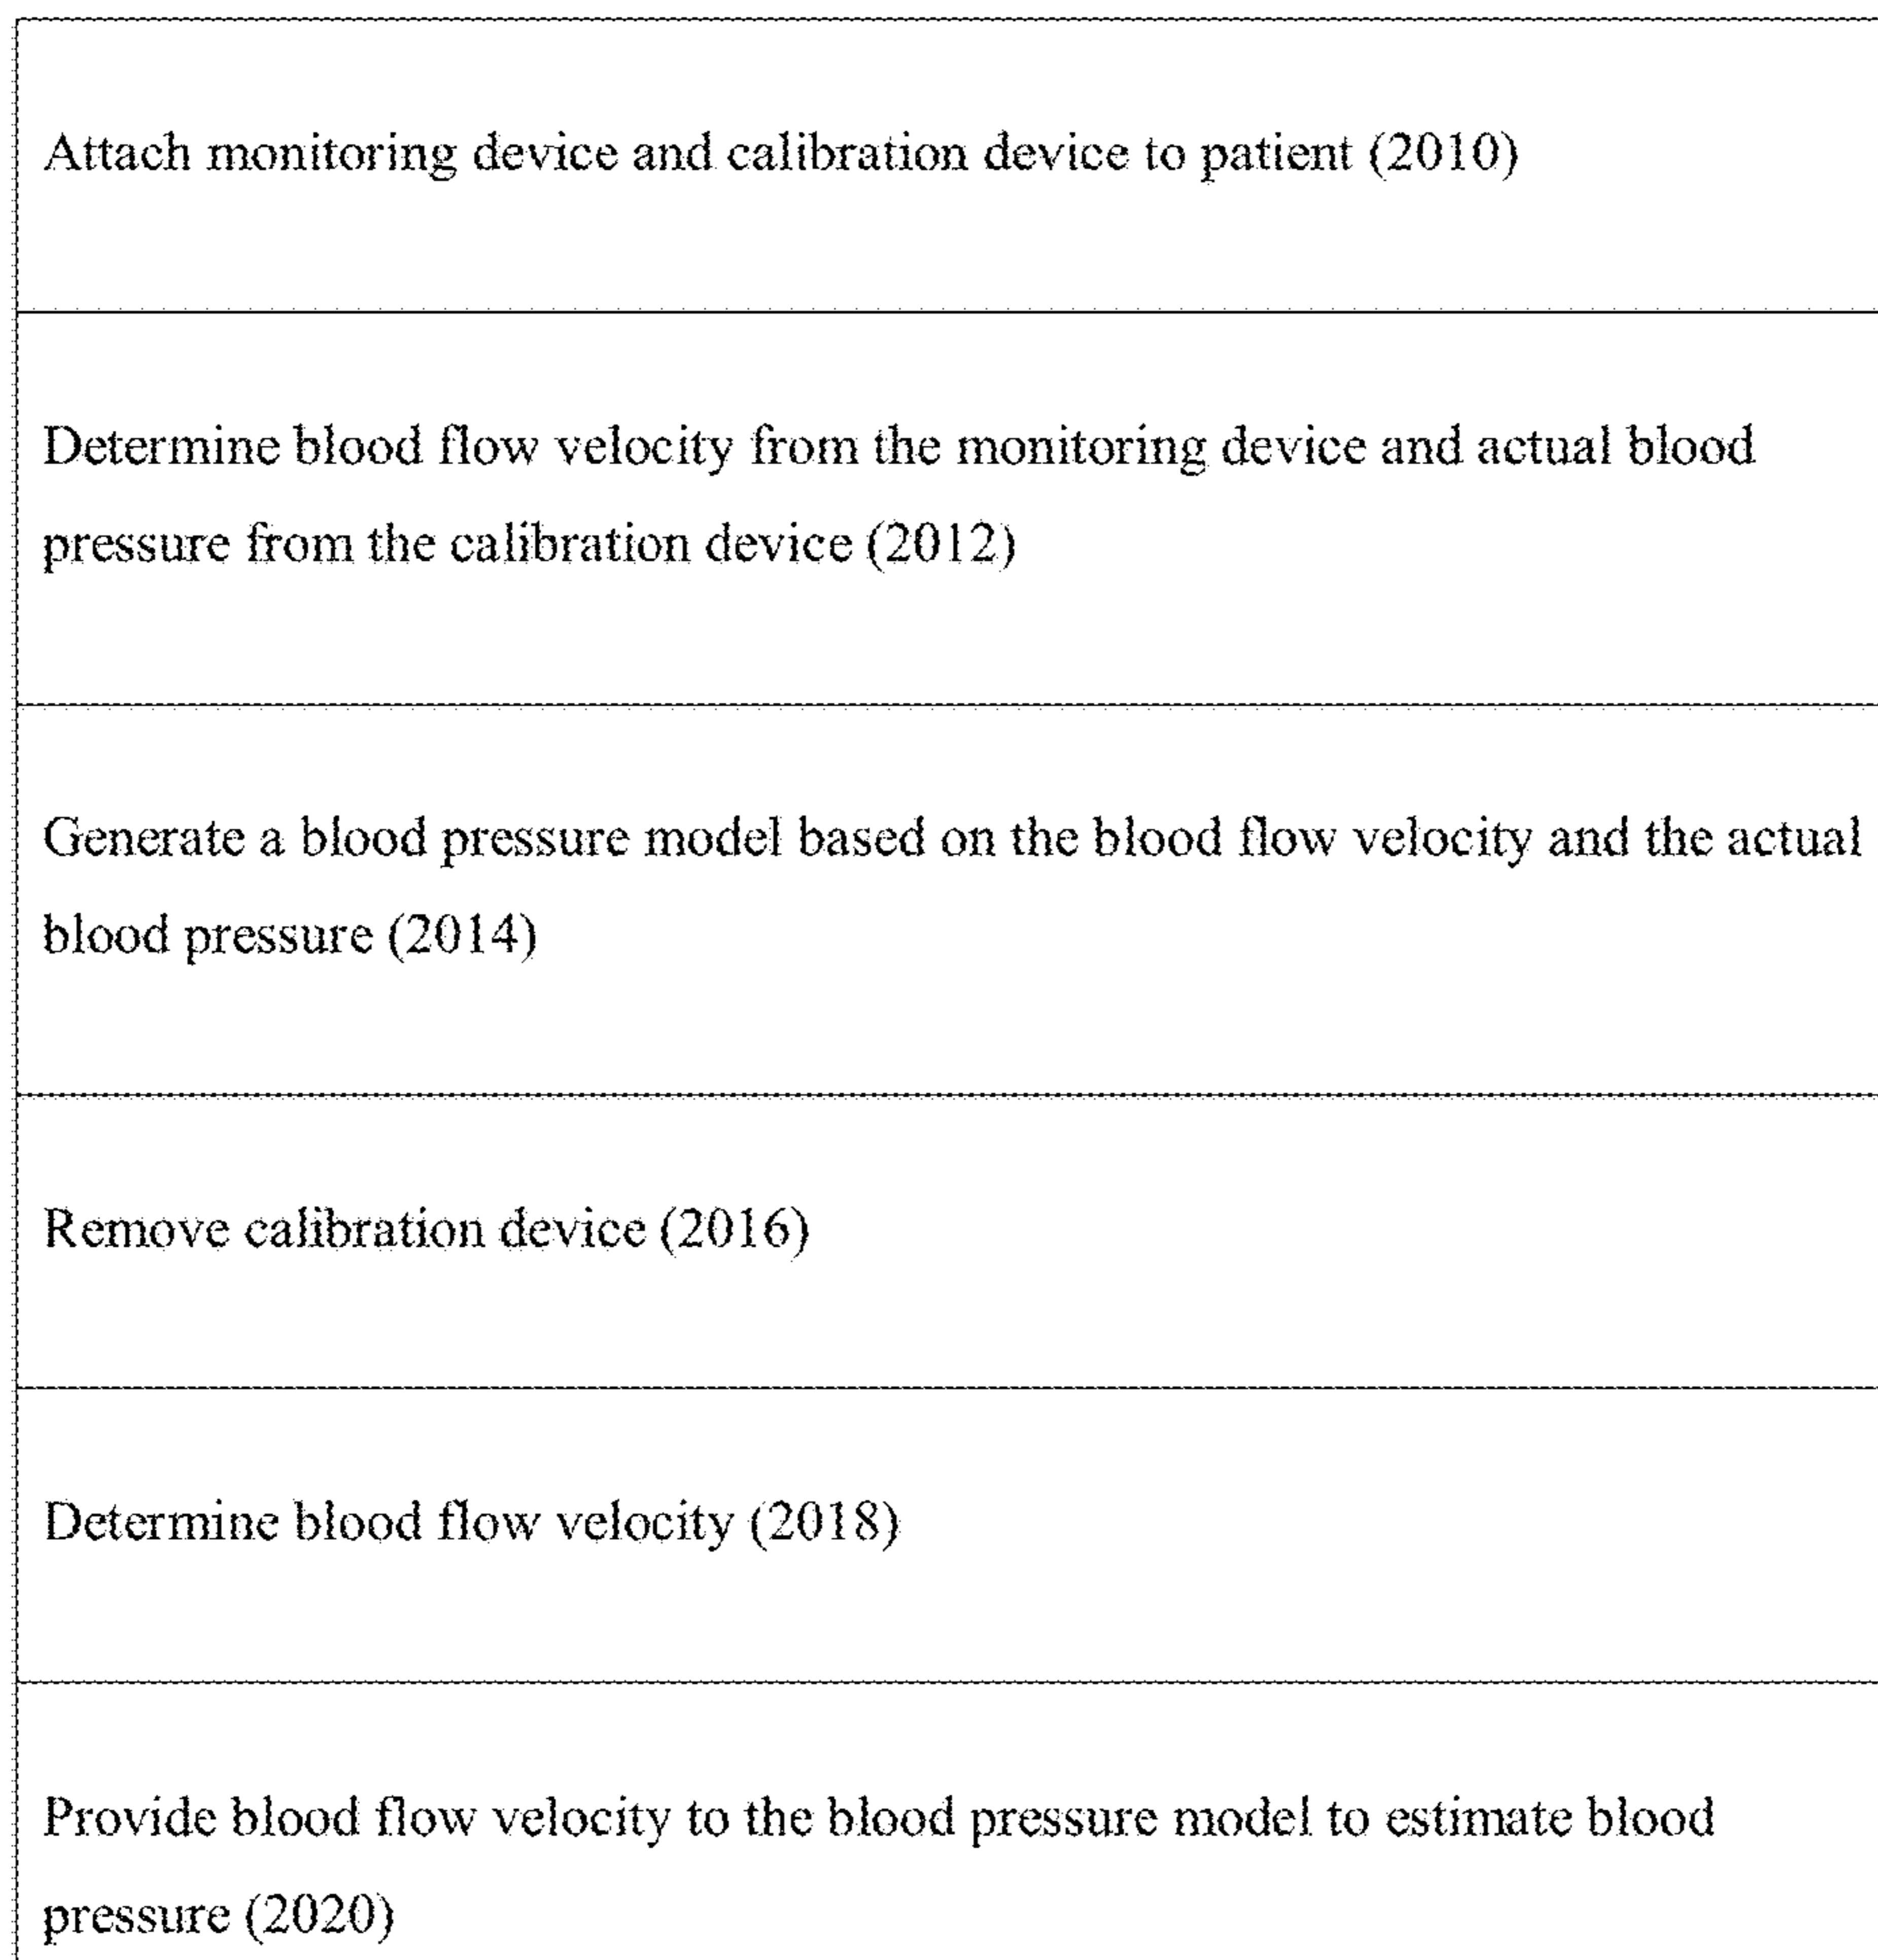 Attach monitoring device and calibration device to patient (2010)
Determine blood flow velocity from the monitoring device and actual blood
pressure from the calibration device (2012)
Generate a blood pressure model based on the blood flow velocity and the actual
blood pressure (2014)
Remove calibration device (2016)
Determine blood flow velocity (2018)
Provide blood flow velocity to the blood pressure model to estimate blood
pressure (2020)